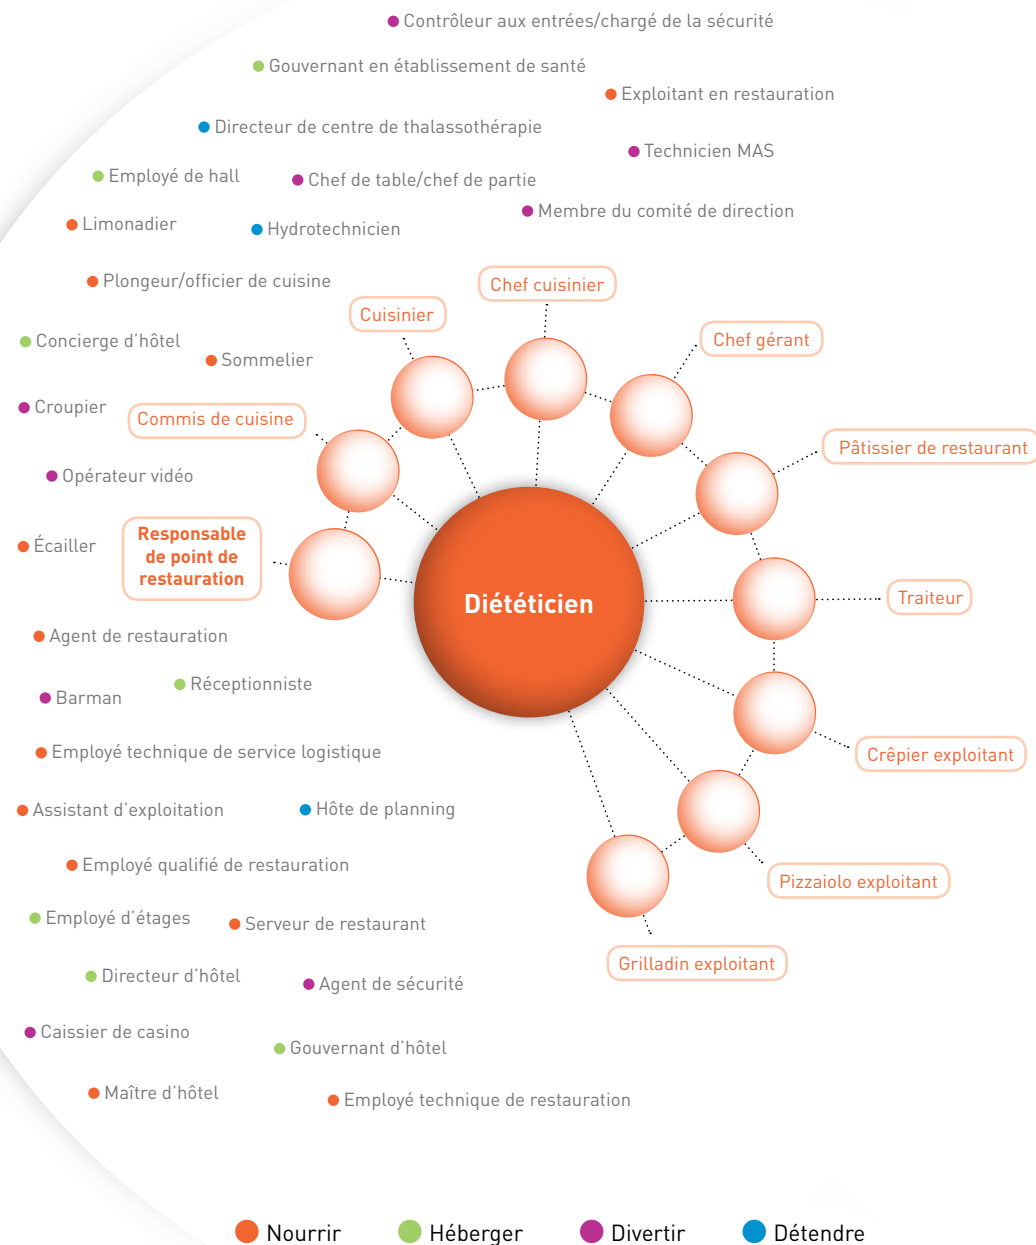 Contrôleur aux entrées/chargé de la sécurité
Gouvernant en établissement de santé
Exploitant en restauration
Directeur de centre de thalassothérapie
Technicien MAS
Employé de hall
Chef de table/chef de partie
Membre du comité de direction
Limonadier
Hydrotechnicien
Plongeur/officier de cuisine
Chef cuisinier
Cuisinier
Concierge d'hôtel
Chef gérant
Sommelier
Croupier
Commis de cuisine
Pâtissier de restaurant
Opérateur vidéo
Écailler
Responsable
de point de
restauration
Diététicien
Traiteur
Agent de restauration
Réceptionniste
Barman
Employé technique de service logistique
Crêpier exploitant
Assistant d'exploitation
Hôte de planning
Employé qualifié de restauration
Pizzaiolo exploitant
Employé d'étages
Serveur de restaurant
Grilladin exploitant
Directeur d'hôtel
Agent de sécurité
Caissier de casino
Gouvernant d'hôtel
Maître d'hôtel
Employé technique de restauration
Nourrir
Héberger
Divertir
Détendre